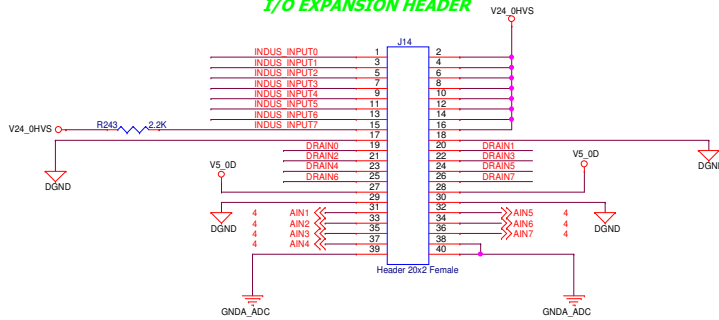 I/O EXPANSION HEADER
V24_0HVS
J14
INDUS_INPUT0 1 2
INDUS_INPUT1 3 4
INDUS_INPUT2 5 6
INDUS_INPUT3 7 8
INDUS_INPUT4 9 10
INDUS_INPUT5 11 12
INDUS_INPUT6 13 14
V24_0HVS R243 2.2K INDUS_INPUT7 15 16
17 18
DRAIN0 19 20 DRAIN1
DRAIN2 21 22 DRAIN3
DRAIN4 23 24 DRAIN5
DRAIN6 25 26 DRAIN7
DGND V5_0D 27 28 V5_0D DGND
29 30
4 AIN1 31 32 AIN5 4
4 AIN2 33 34 AIN6 4
4 AIN3 35 36 AIN7 4
4 AIN4 37 38
39 40
DGND DGND
Header 20x2 Female
GNDA_ADC GNDA_ADC